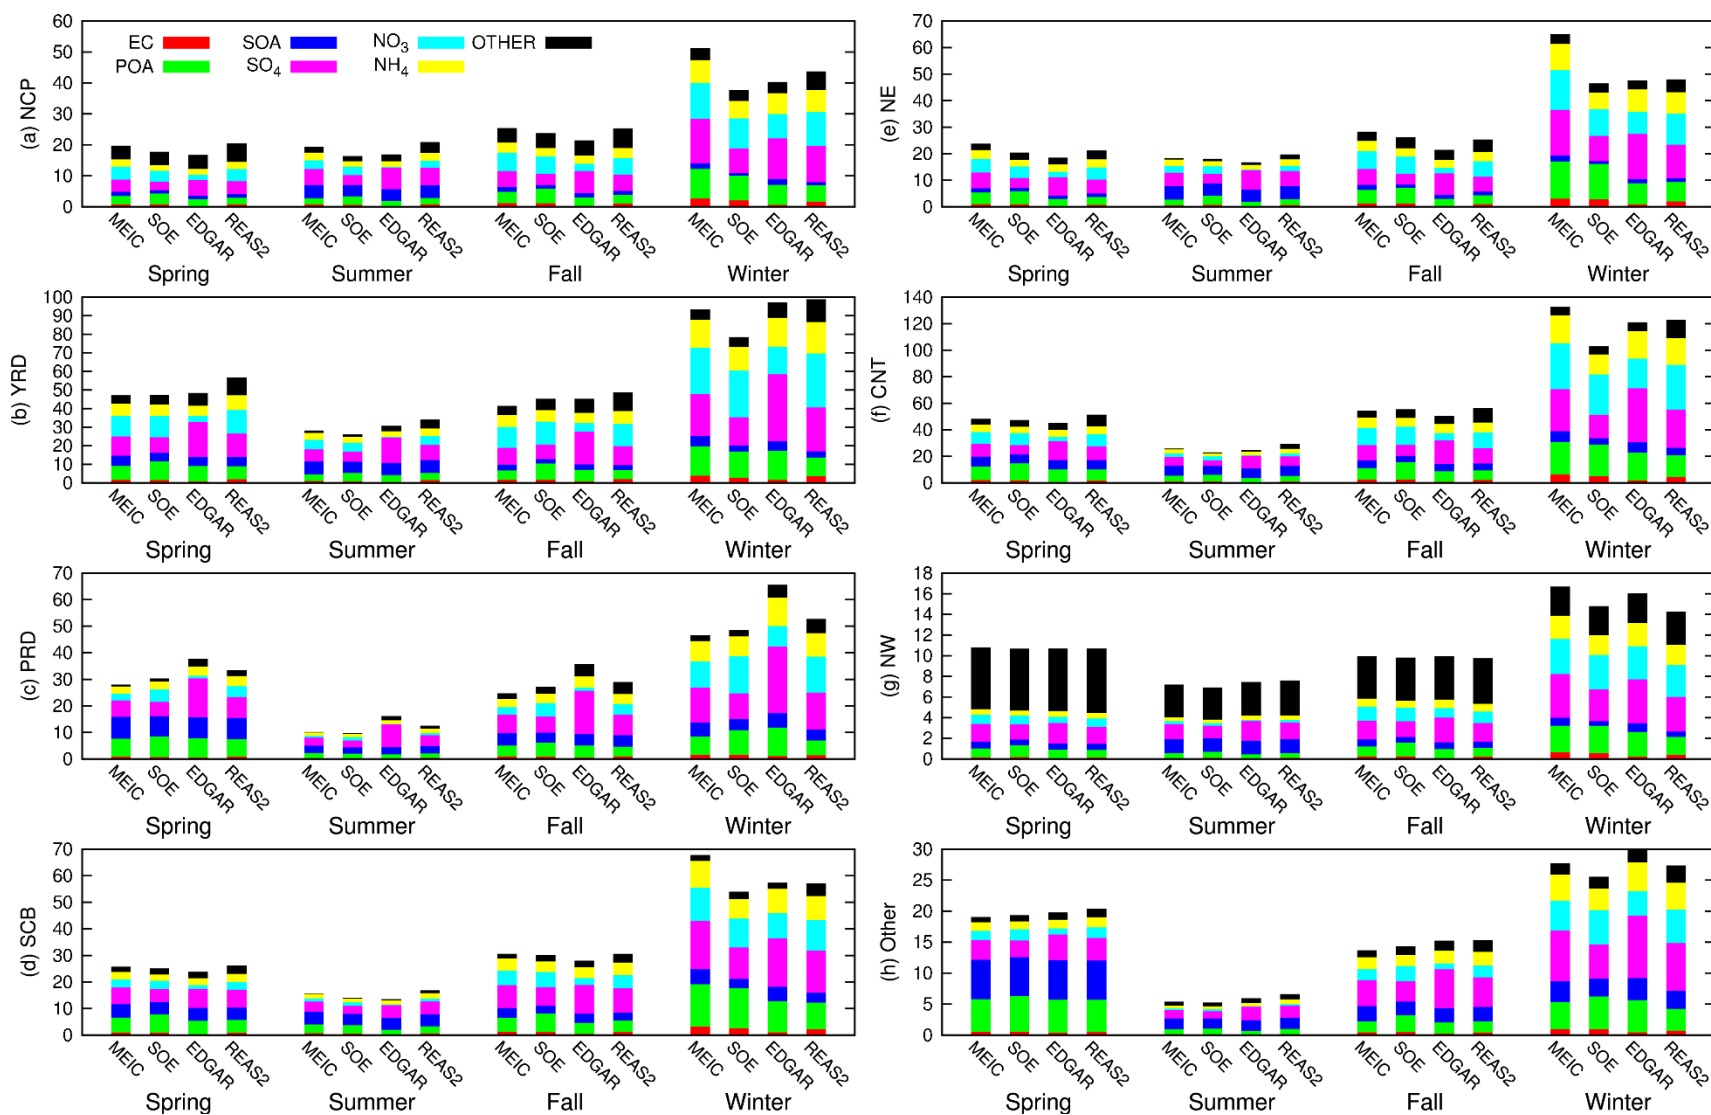 (a) NCP
60
50
40
30
20
10
0
EC SOA NO3 OTHER
POA SO4 NH4
MEIC SOE EDGAR REAS2 MEIC SOE EDGAR REAS2 MEIC SOE EDGAR REAS2 MEIC SOE EDGAR REAS2
Spring Summer Fall Winter
(e) NE
70
60
50
40
30
20
10
0
MEIC SOE EDGAR REAS2 MEIC SOE EDGAR REAS2 MEIC SOE EDGAR REAS2 MEIC SOE EDGAR REAS2
Spring Summer Fall Winter
(b) YRD
100
90
80
70
60
50
40
30
20
10
0
MEIC SOE EDGAR REAS2 MEIC SOE EDGAR REAS2 MEIC SOE EDGAR REAS2 MEIC SOE EDGAR REAS2
Spring Summer Fall Winter
(f) CNT
140
120
100
80
60
40
20
0
MEIC SOE EDGAR REAS2 MEIC SOE EDGAR REAS2 MEIC SOE EDGAR REAS2 MEIC SOE EDGAR REAS2
Spring Summer Fall Winter
(c) PRD
70
60
50
40
30
20
10
0
MEIC SOE EDGAR REAS2 MEIC SOE EDGAR REAS2 MEIC SOE EDGAR REAS2 MEIC SOE EDGAR REAS2
Spring Summer Fall Winter
(g) NW
18
16
14
12
10
8
6
4
2
0
MEIC SOE EDGAR REAS2 MEIC SOE EDGAR REAS2 MEIC SOE EDGAR REAS2 MEIC SOE EDGAR REAS2
Spring Summer Fall Winter
(d) SCB
70
60
50
40
30
20
10
0
MEIC SOE EDGAR REAS2 MEIC SOE EDGAR REAS2 MEIC SOE EDGAR REAS2 MEIC SOE EDGAR REAS2
Spring Summer Fall Winter
(h) Other
30
25
20
15
10
5
0
MEIC SOE EDGAR REAS2 MEIC SOE EDGAR REAS2 MEIC SOE EDGAR REAS2 MEIC SOE EDGAR REAS2
Spring Summer Fall Winter